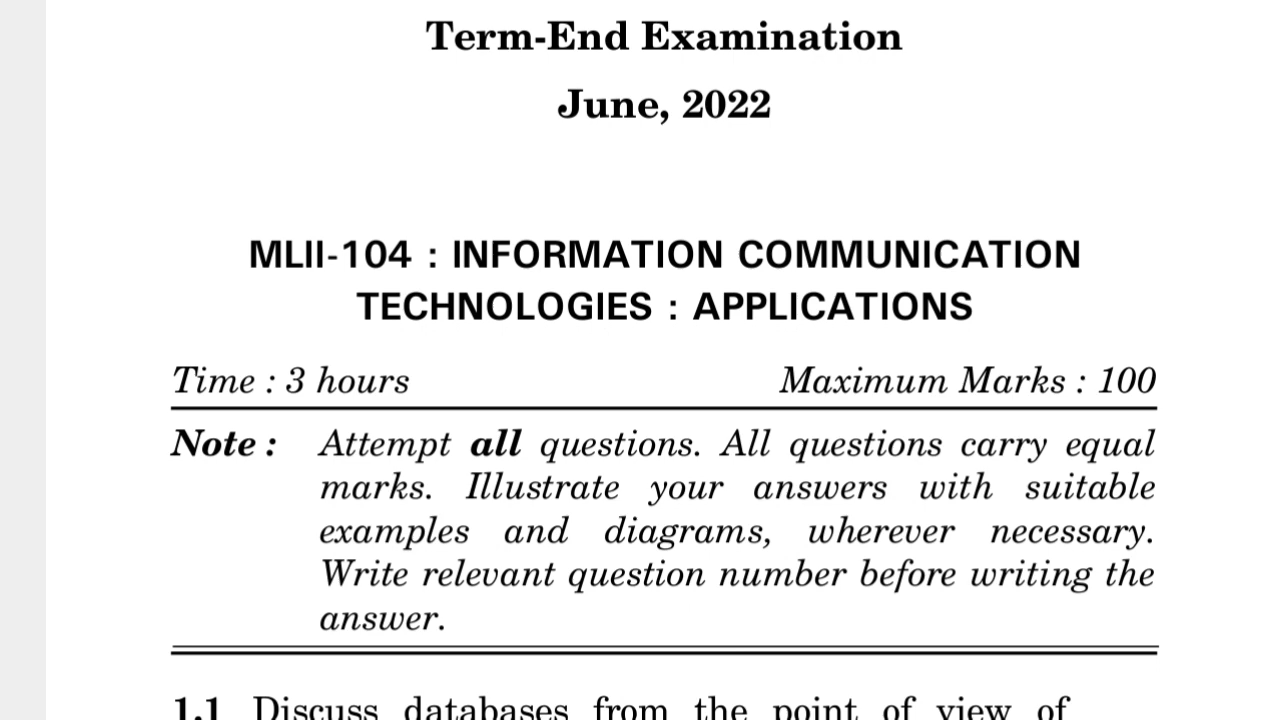 Term-End Examination
June, 2022
MLII-104 : INFORMATION COMMUNICATION
TECHNOLOGIES : APPLICATIONS
Time : 3 hours Maximum Marks : 100
Note : Attempt all questions. All questions carry equal
marks. Illustrate your answers with suitable
examples and diagrams, wherever necessary.
Write relevant question number before writing the
answer.
1.1 Discuss databases from the point of view of